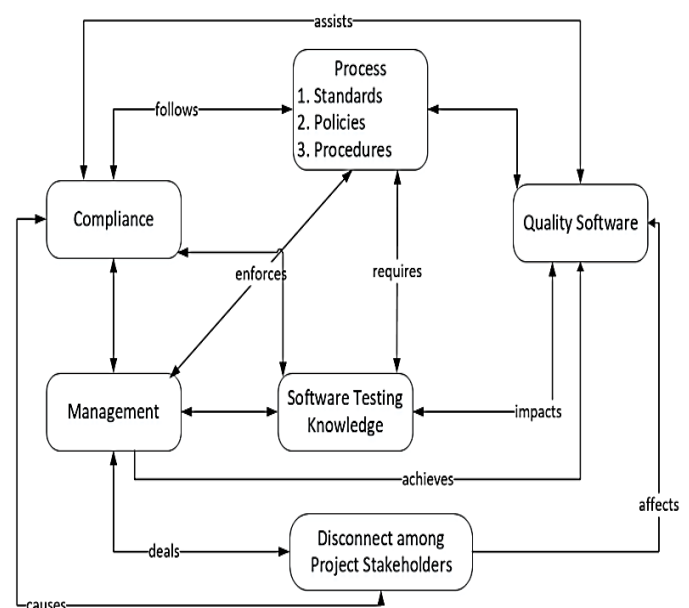 assists
Process
1. Standards
2. Policies
3. Procedures
follows
Compliance
Quality Software
enforces
requires
Management
Software Testing
Knowledge
impacts
achieves
affects
Disconnect among
Project Stakeholders
deals
causes